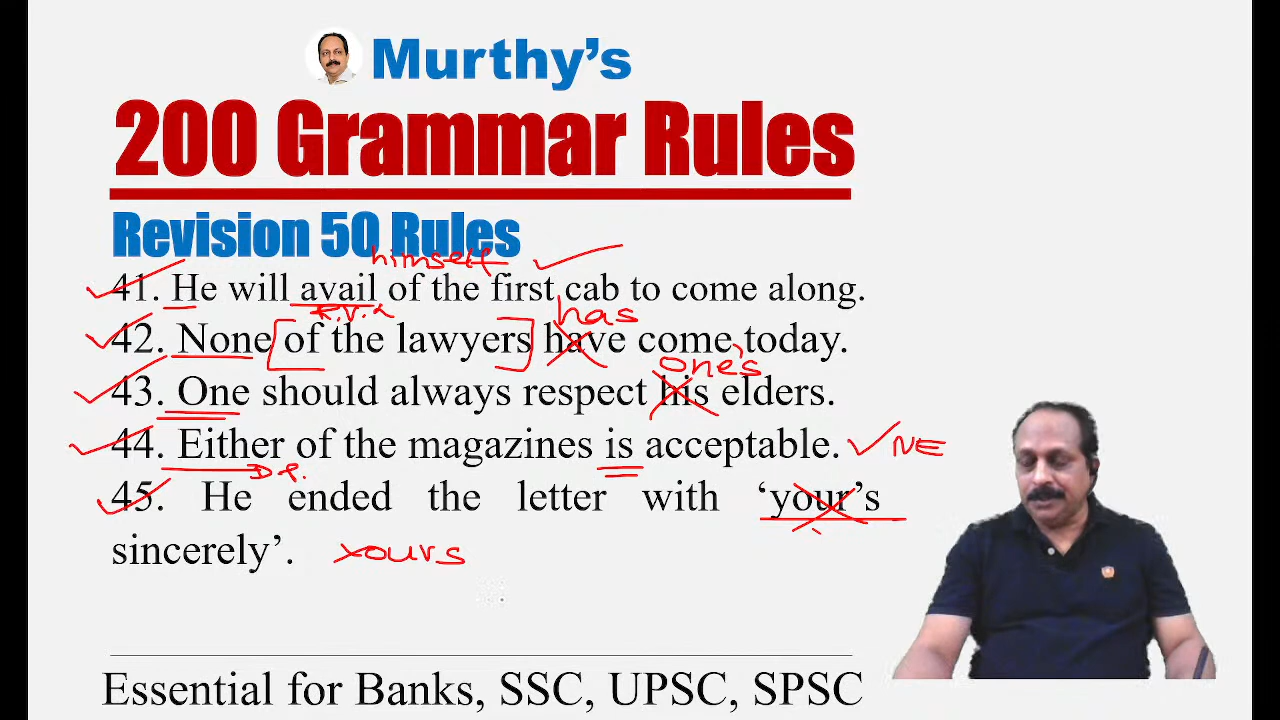 Murthy's
200 Grammar Rules
Revision 50 Rules
himself
41. He will avail of the first cab to come along.
R.V.
has
42. None [of the lawyers] have come today.
one's
43. One should always respect his elders.
44. Either of the magazines is acceptable. NE
D P.
45. He ended the letter with ‘your’s
sincerely’. Yours
Essential for Banks, SSC, UPSC, SPSC